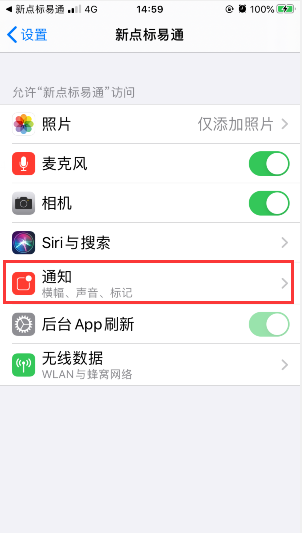 新点标易通 4G 14:59 100%
设置 新点标易通
允许“新点标易通”访问
照片 仅添加照片
麦克风
相机
Siri与搜索
通知
横幅、声音、标记
后台App刷新
无线数据
WLAN与蜂窝网络